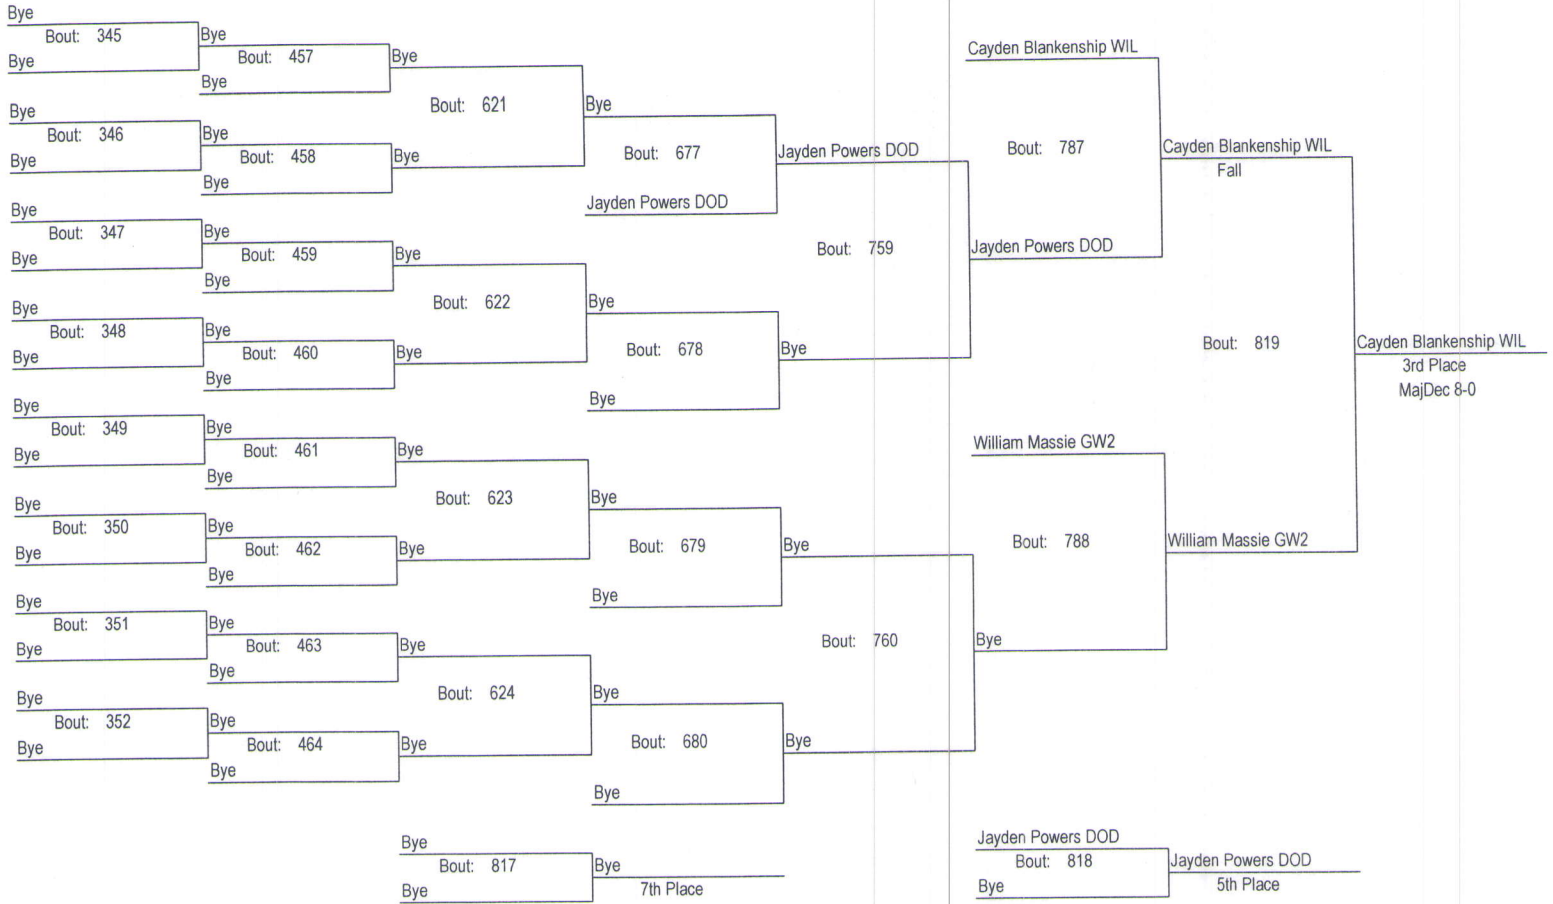 Bye
Bout: 345
Bye
Bye
Bout: 457
Bye
Bye
Bout: 346
Bye
Bye
Bout: 458
Bye
Bye
Bout: 621
Bye
Bye
Bout: 347
Bye
Bye
Bout: 459
Bye
Bye
Bout: 348
Bye
Bye
Bout: 460
Bye
Bye
Bout: 622
Bye
Bye
Bout: 349
Bye
Bye
Bout: 461
Bye
Bye
Bout: 350
Bye
Bye
Bout: 462
Bye
Bye
Bout: 623
Bye
Bye
Bout: 351
Bye
Bye
Bout: 463
Bye
Bye
Bout: 352
Bye
Bye
Bout: 464
Bye
Bye
Bout: 624
Bye
Bye
Bout: 677
Jayden Powers DOD
Bye
Bout: 678
Bye
Bye
Bout: 679
Bye
Bye
Bout: 680
Bye
Jayden Powers DOD
Bout: 759
Bye
Bye
Bout: 760
Bye
Cayden Blankenship WIL
Bout: 787
Jayden Powers DOD
William Massie GW2
Bout: 788
Bye
Cayden Blankenship WIL
Fall
Bout: 819
William Massie GW2
Cayden Blankenship WIL
3rd Place
MajDec 8-0
Bye
Bout: 817
Bye
Bye
7th Place
Jayden Powers DOD
Bout: 818
Bye
Jayden Powers DOD
5th Place